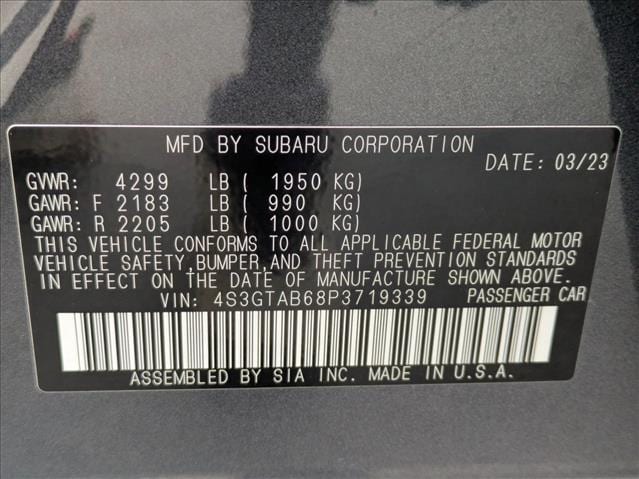 MFD BY SUBARU CORPORATION
DATE: 03/23
GVWR: 4299 LB ( 1950 KG)
GAWR: F 2183 LB ( 990 KG)
GAWR: R 2205 LB ( 1000 KG)
THIS VEHICLE CONFORMS TO ALL APPLICABLE FEDERAL MOTOR
VEHICLE SAFETY,BUMPER,AND THEFT PREVENTION STANDARDS
IN EFFECT ON THE DATE OF MANUFACTURE SHOWN ABOVE.
VIN: 4S3GTAB68P3719339 PASSENGER CAR
ASSEMBLED BY SIA INC. MADE IN U.S.A.